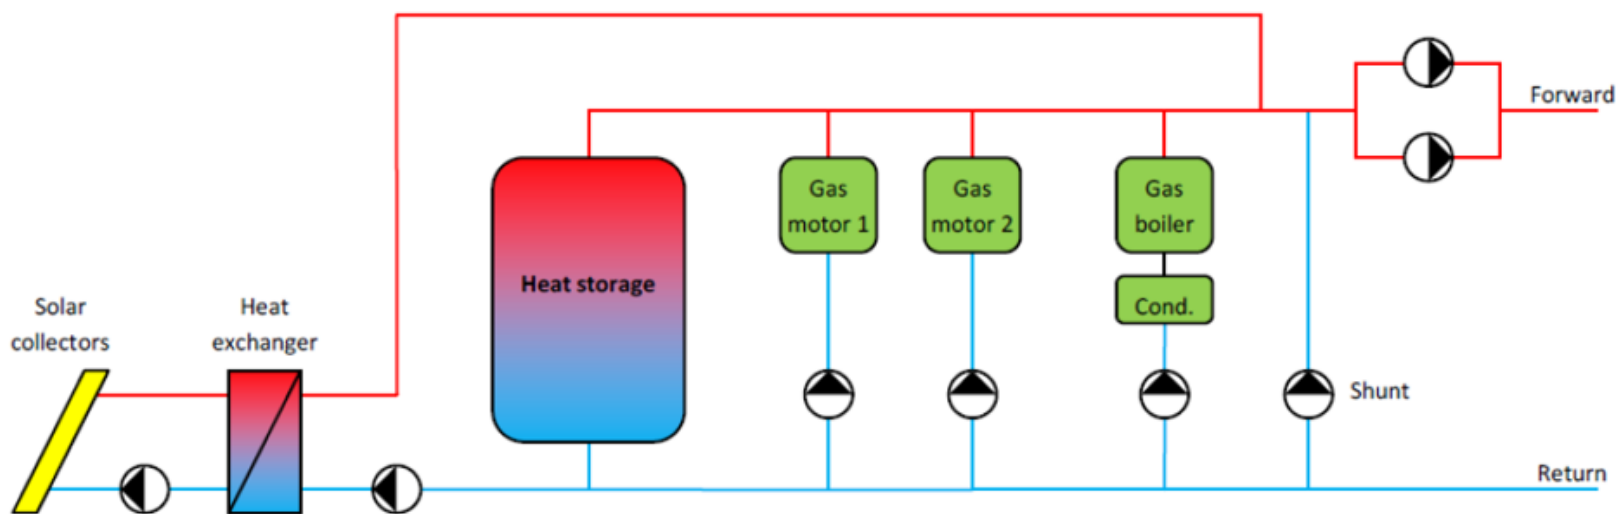 Forward
Gas
motor 1
Gas
motor 2
Gas
boiler
Heat storage
Cond.
Solar
collectors
Heat
exchanger
Shunt
Return